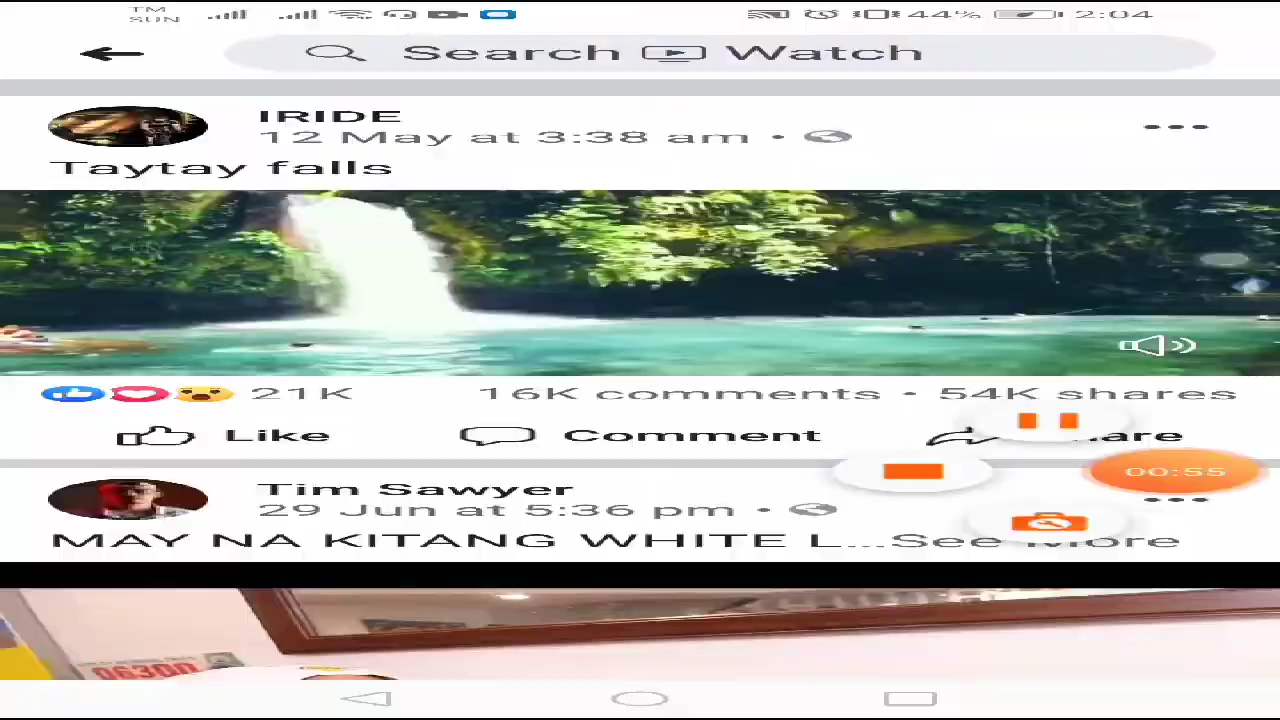 TM
SUN
44% 2:04
Search Watch
IRIDE
12 May at 3:38 am
Taytay falls
21K 16K comments • 54K shares
Like Comment
00:55
Tim Sawyer
29 Jun at 5:36 pm
MAY NA KITANG WHITE L...See More
06300